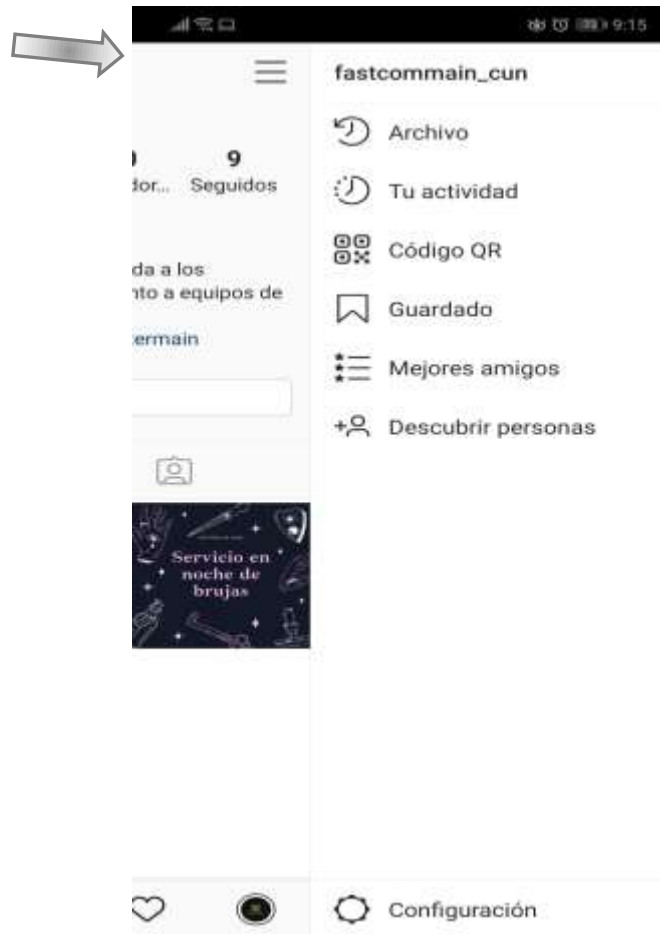 9:15
fastcommain_cun
9
Seguidos
Archivo
Tu actividad
Código QR
Guardado
Mejores amigos
Descubrir personas
da a los
nto a equipos de
ermain
Servicio en
noche de
brujas
Configuración